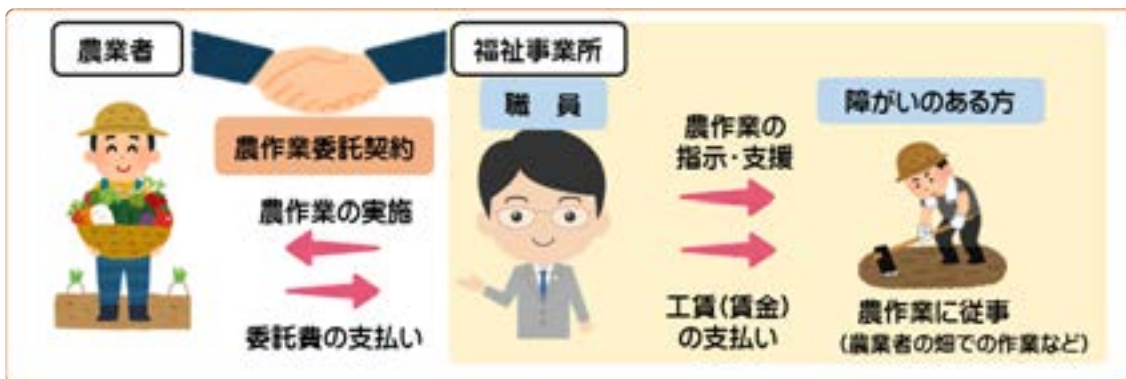 農業者
福祉事業所
農作業委託契約
農作業の実施
委託費の支払い
職 員
農作業の
指示・支援
工賃(賃金)
の支払い
障がいのある方
農作業に従事
(農業者の畑での作業など)